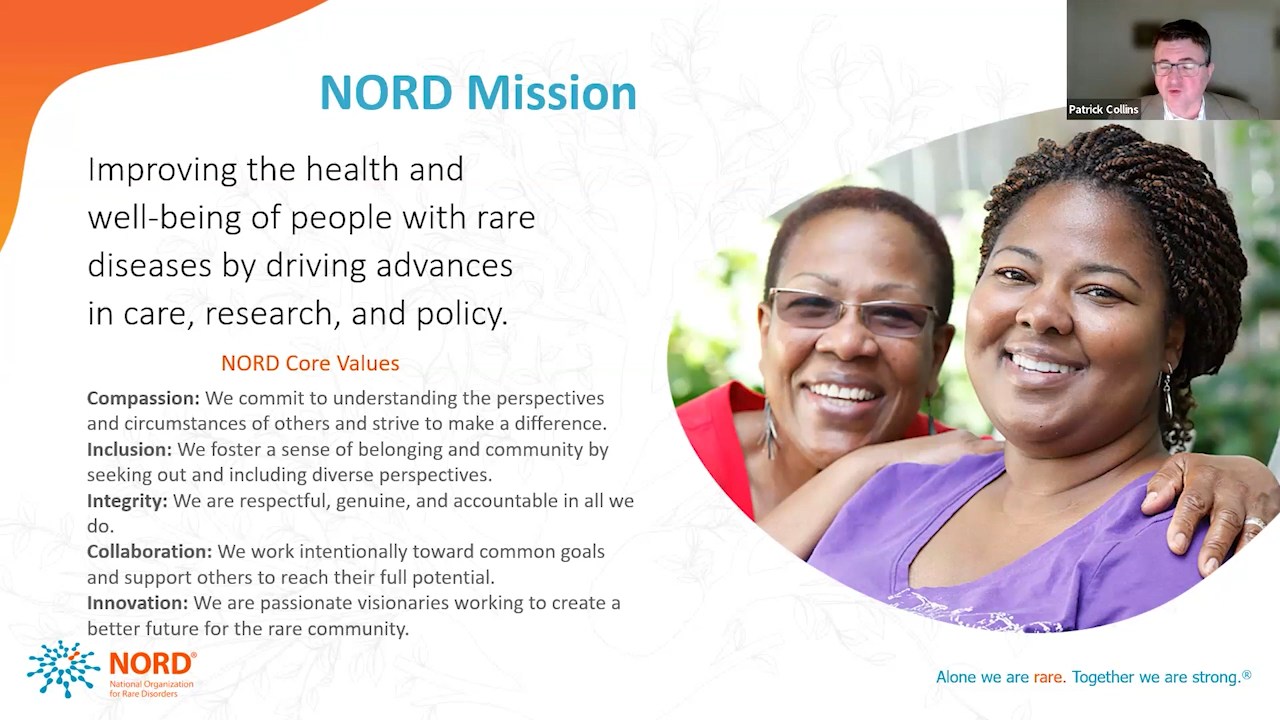 NORD Mission
Patrick Collins
Improving the health and
well-being of people with rare
diseases by driving advances
in care, research, and policy.
NORD Core Values
Compassion: We commit to understanding the perspectives
and circumstances of others and strive to make a difference.
Inclusion: We foster a sense of belonging and community by
seeking out and including diverse perspectives.
Integrity: We are respectful, genuine, and accountable in all we
do.
Collaboration: We work intentionally toward common goals
and support others to reach their full potential.
Innovation: We are passionate visionaries working to create a
better future for the rare community.
NORD®
National Organization
for Rare Disorders
Alone we are rare. Together we are strong.®